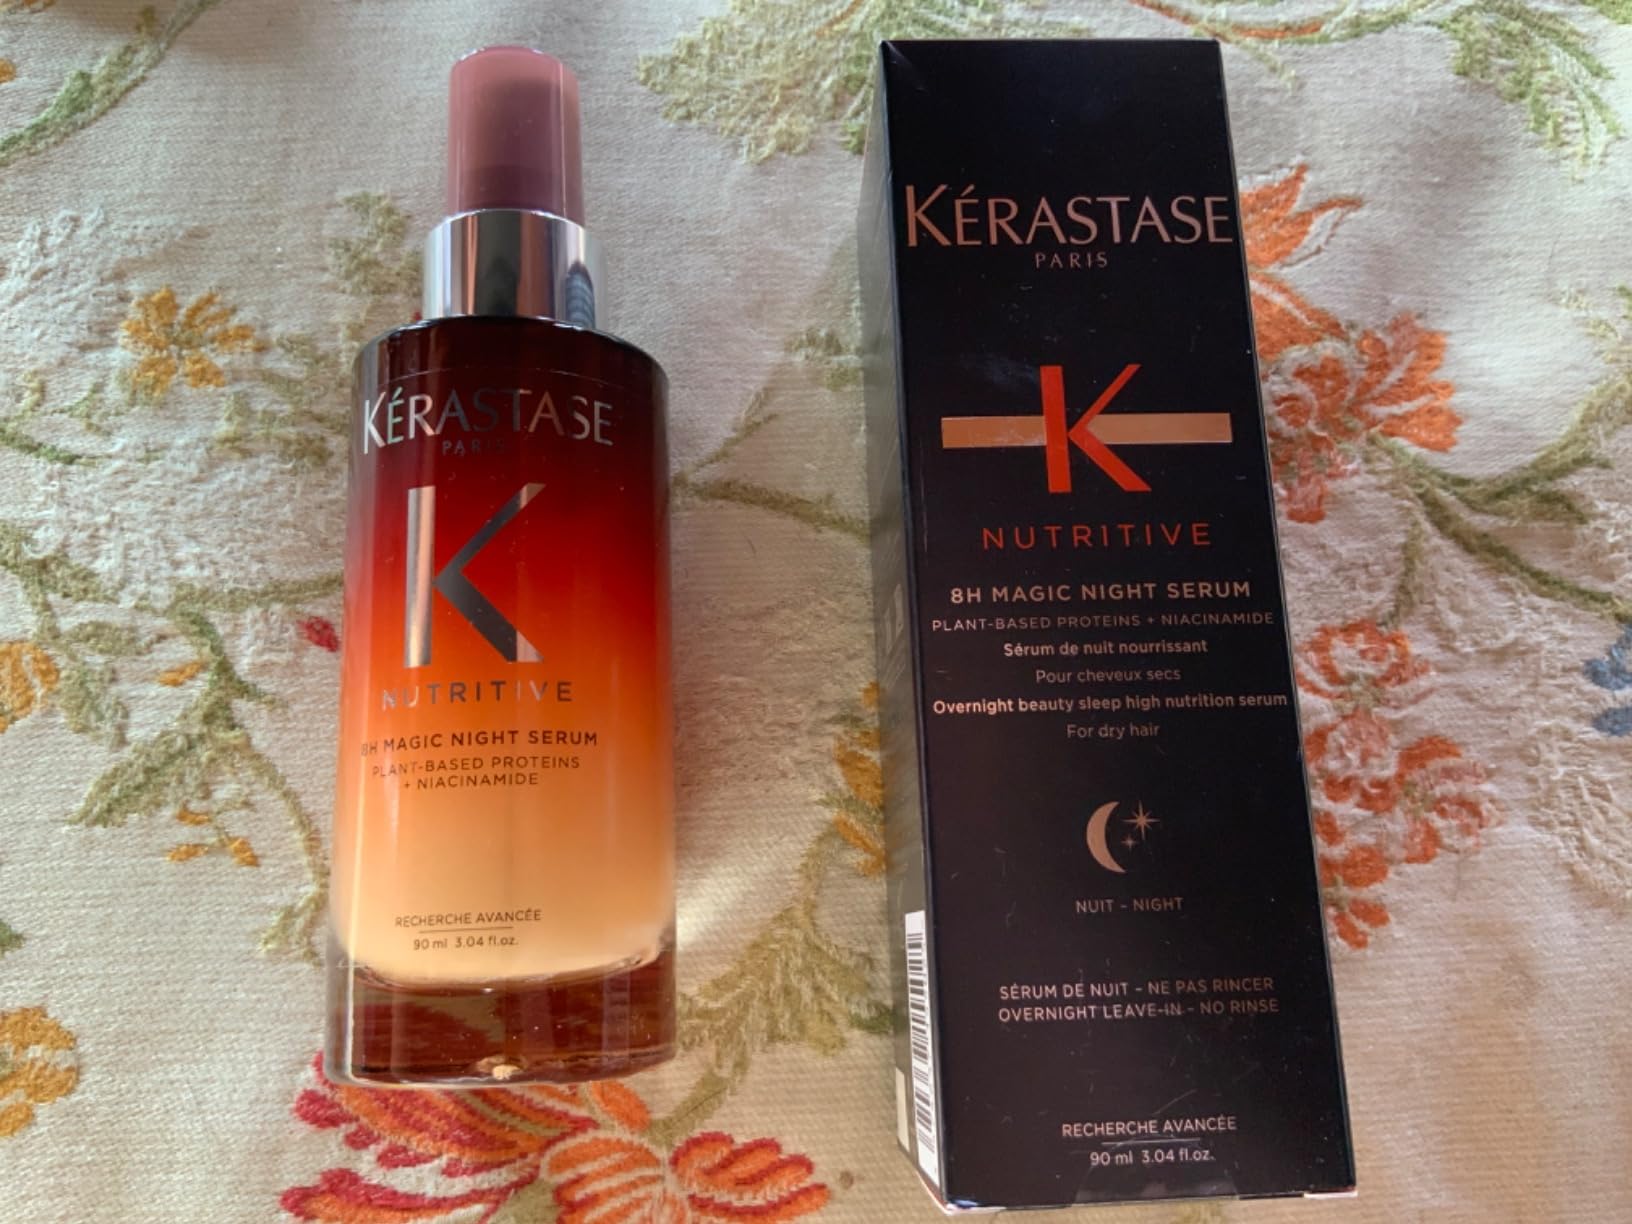 KÉRASTASE
PARIS
K
NUTRITIVE
8H MAGIC NIGHT SERUM
PLANT-BASED PROTEINS
+ NIACINAMIDE
RECHERCHE AVANCÉE
90 ml 3.04 fl.oz.
KÉRASTASE
PARIS
K
NUTRITIVE
8H MAGIC NIGHT SERUM
PLANT-BASED PROTEINS + NIACINAMIDE
Sérum de nuit nourrissant
Pour cheveux secs
Overnight beauty sleep high nutrition serum
For dry hair
NUIT - NIGHT
SÉRUM DE NUIT - NE PAS RINCER
OVERNIGHT LEAVE-IN - NO RINSE
RECHERCHE AVANCÉE
90 ml 3.04 fl.oz.